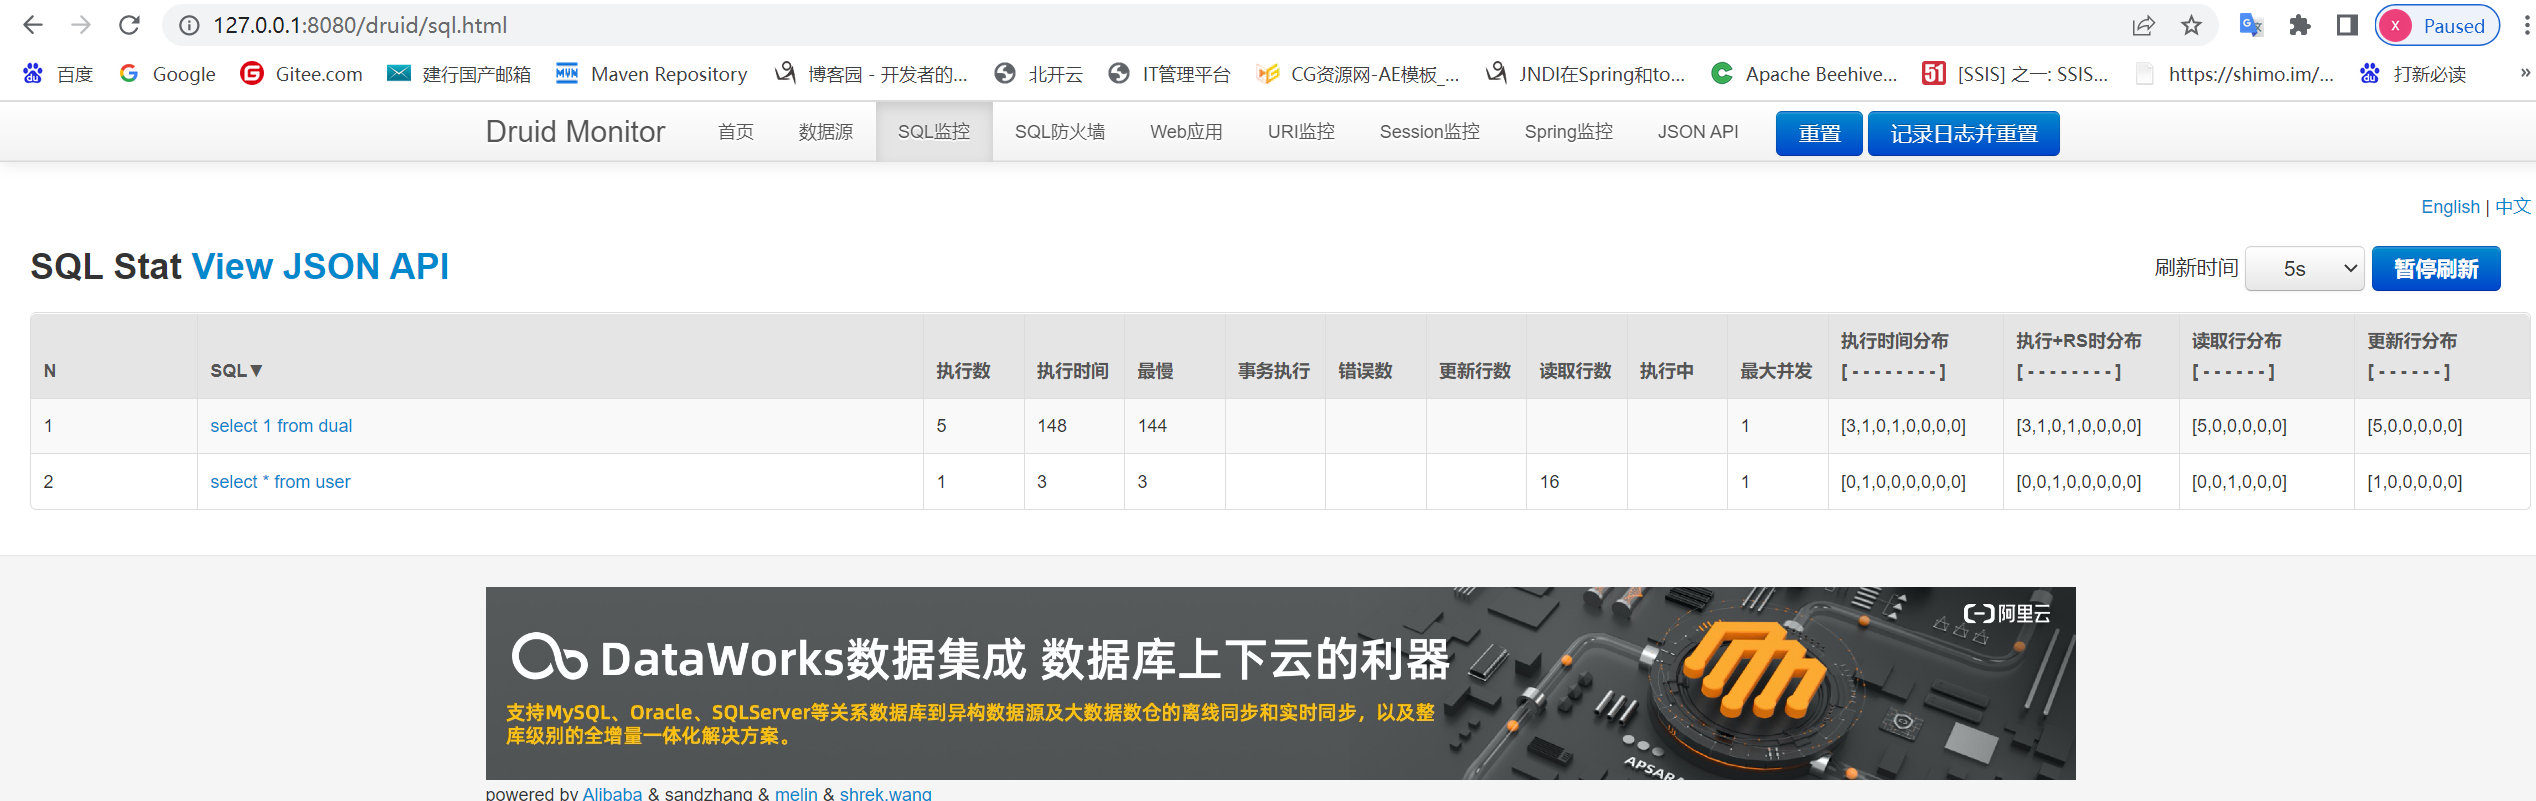 127.0.0.1:8080/druid/sql.html
Paused
百度 Google Gitee.com 建行国产邮箱 Maven Repository 博客园 - 开发者的... 北开云 IT管理平台 CG资源网-AE模板_... JNDI在Spring和to... Apache Beehive... [SSIS] 之一: SSIS... https://shimo.im/... 打新必读 »
Druid Monitor 首页 数据源 SQL监控 SQL防火墙 Web应用 URI监控 Session监控 Spring监控 JSON API 重置 记录日志并重置
English | 中文
SQL Stat View JSON API 刷新时间 5s 暂停刷新
N SQL▼ 执行数 执行时间 最慢 事务执行 错误数 更新行数 读取行数 执行中 最大并发 执行时间分布 [ - - - - - - - - ] 执行+RS时分布 [ - - - - - - - - ] 读取行分布 [ - - - - - - ] 更新行分布 [ - - - - - - ]
1 select 1 from dual 5 148 144 1 [3,1,0,1,0,0,0,0] [3,1,0,1,0,0,0,0] [5,0,0,0,0,0] [5,0,0,0,0,0]
2 select * from user 1 3 3 16 1 [0,1,0,0,0,0,0,0] [0,0,1,0,0,0,0,0] [0,0,1,0,0,0] [1,0,0,0,0,0]
阿里云
DataWorks数据集成 数据库上下云的利器
支持MySQL、Oracle、SQLServer等关系数据库到异构数据源及大数据数仓的离线同步和实时同步，以及整
库级别的全增量一体化解决方案。
powered by Alibaba & sandzhang & melin & shrek.wang